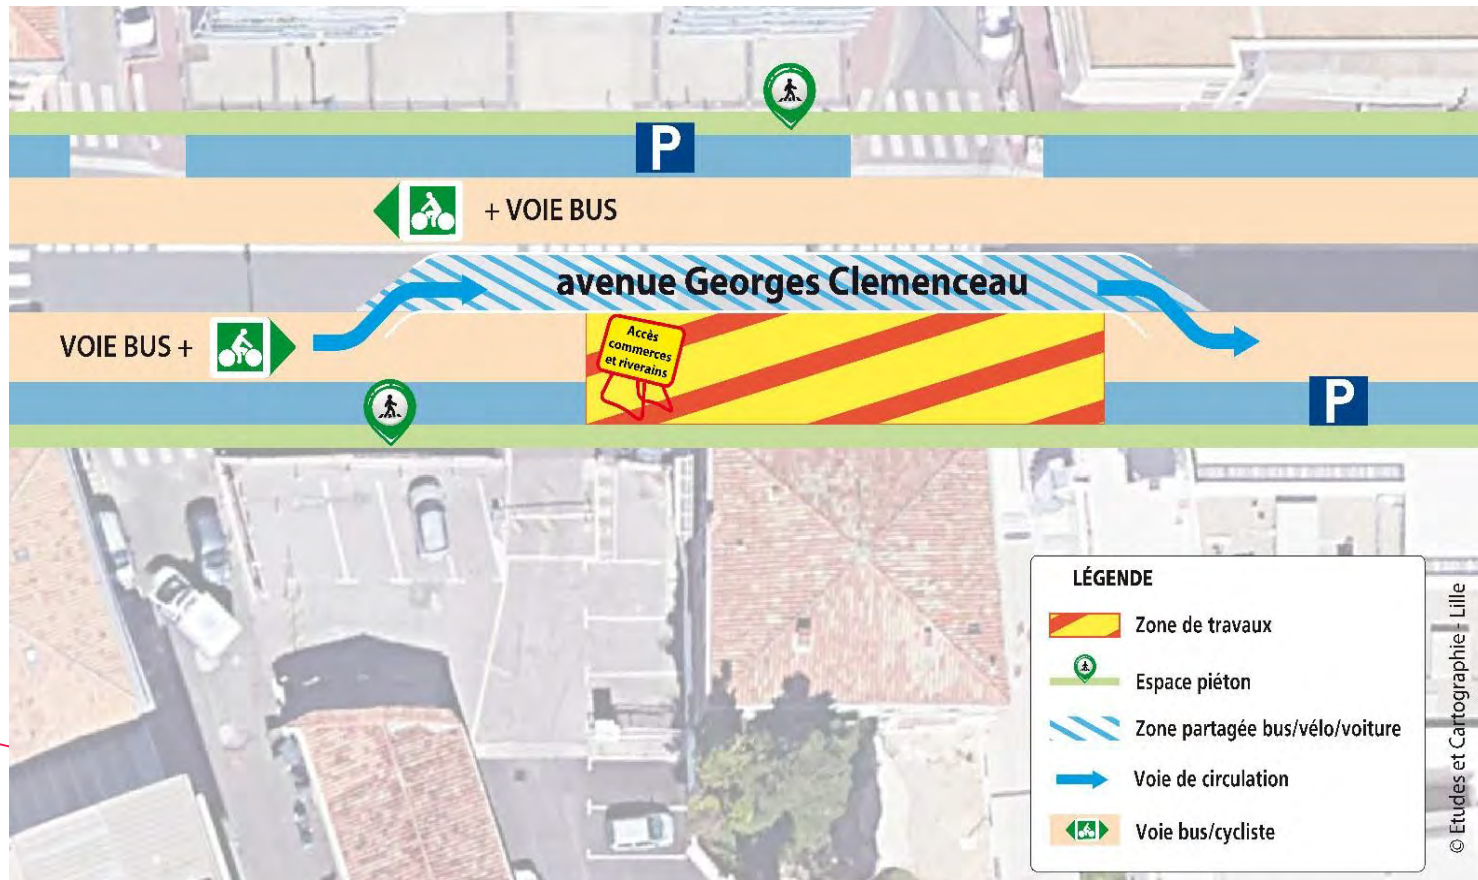 P
+ VOIE BUS
avenue Georges Clemenceau
Accès
commerces
et riverains
VOIE BUS +
P
LÉGENDE
Zone de travaux
Espace piéton
Zone partagée bus/vélo/voiture
Voie de circulation
Voie bus/cycliste
© Etudes et Cartographie - Lille